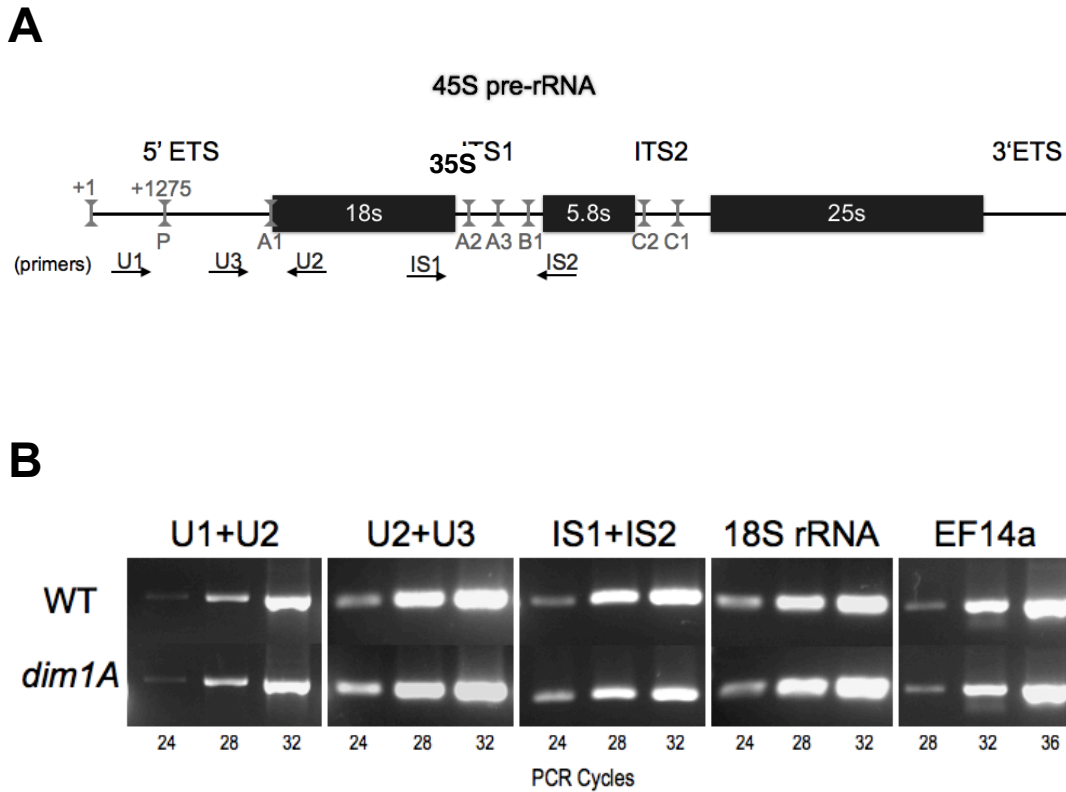 A
45S pre-rRNA
5' ETS 35S TS1 ITS2 3'ETS
+1 +1275
18s 5.8s 25s
P A1 A2 A3 B1 C2 C1
(primers) U1 U3 U2 IS1 IS2
B
U1+U2 U2+U3 IS1+IS2 18S rRNA EF14a
WT
dim1A
24 28 32 24 28 32 24 28 32 24 28 32 28 32 36
PCR Cycles